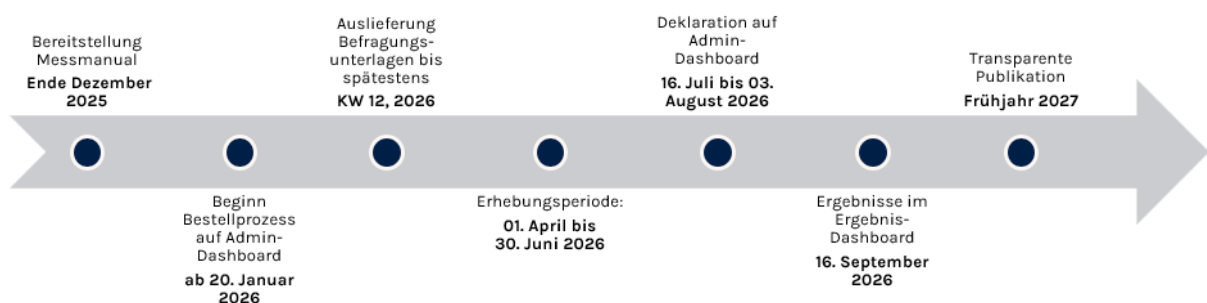 Bereitstellung
Messmanual
Ende Dezember
2025
Beginn
Bestellprozess
auf Admin-
Dashboard
ab 20. Januar
2026
Auslieferung
Befragungs-
unterlagen bis
spätestens
KW 12, 2026
Erhebungsperiode:
01. April bis
30. Juni 2026
Deklaration auf
Admin-
Dashboard
16. Juli bis 03.
August 2026
Ergebnisse im
Ergebnis-
Dashboard
16. September
2026
Transparente
Publikation
Frühjahr 2027